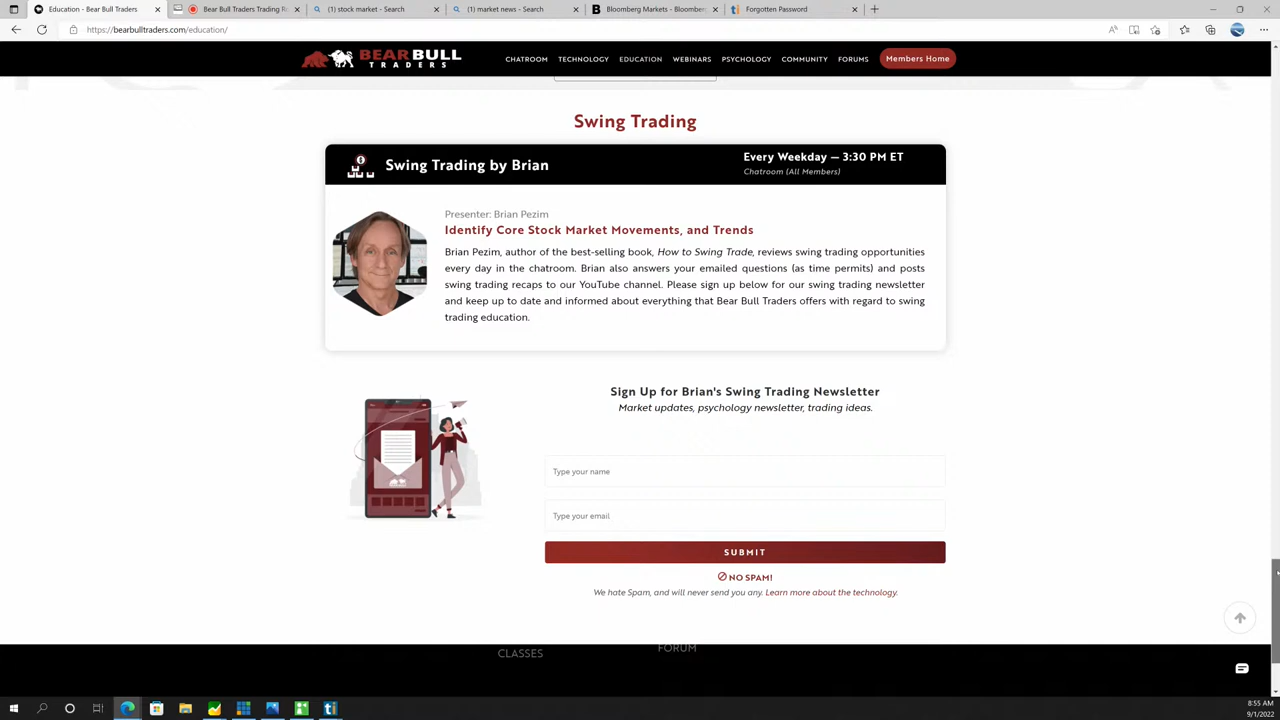 Education - Bear Bull Traders
Bear Bull Traders Trading Ro
(1) stock market - Search
(1) market news - Search
Bloomberg Markets - Bloomberg
Forgotten Password
https://bearbulltraders.com/education/
BEAR BULL
TRADERS
CHATROOM
TECHNOLOGY
EDUCATION
WEBINARS
PSYCHOLOGY
COMMUNITY
FORUMS
Members Home
Swing Trading
Swing Trading by Brian
Every Weekday — 3:30 PM ET
Chatroom (All Members)
Presenter: Brian Pezim
Identify Core Stock Market Movements, and Trends
Brian Pezim, author of the best-selling book, How to Swing Trade, reviews swing trading opportunities
every day in the chatroom. Brian also answers your emailed questions (as time permits) and posts
swing trading recaps to our YouTube channel. Please sign up below for our swing trading newsletter
and keep up to date and informed about everything that Bear Bull Traders offers with regard to swing
trading education.
Sign Up for Brian's Swing Trading Newsletter
Market updates, psychology newsletter, trading ideas.
Type your name
Type your email
SUBMIT
NO SPAM!
We hate Spam, and will never send you any. Learn more about the technology.
CLASSES
FORUM
8:55 AM
9/1/2022